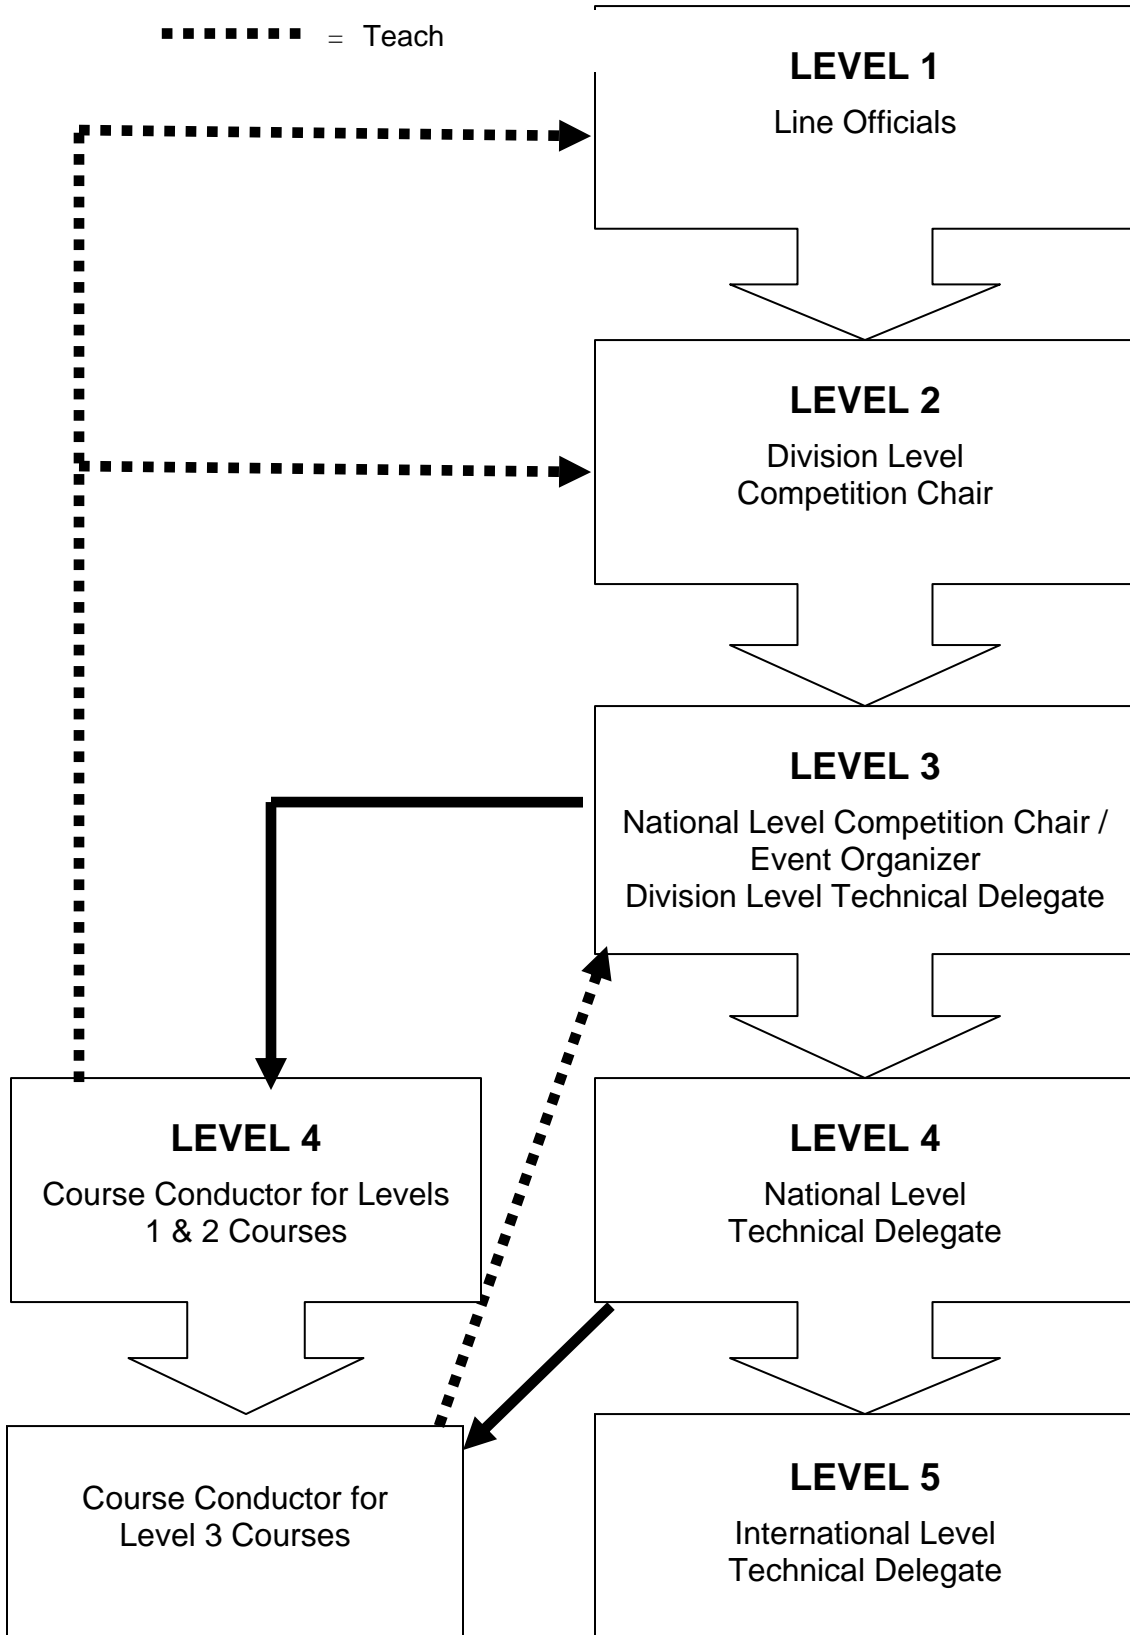 = Teach
LEVEL 1
Line Officials
LEVEL 2
Division Level
Competition Chair
LEVEL 3
National Level Competition Chair /
Event Organizer
Division Level Technical Delegate
LEVEL 4
Course Conductor for Levels
1 & 2 Courses
LEVEL 4
National Level
Technical Delegate
Course Conductor for
Level 3 Courses
LEVEL 5
International Level
Technical Delegate